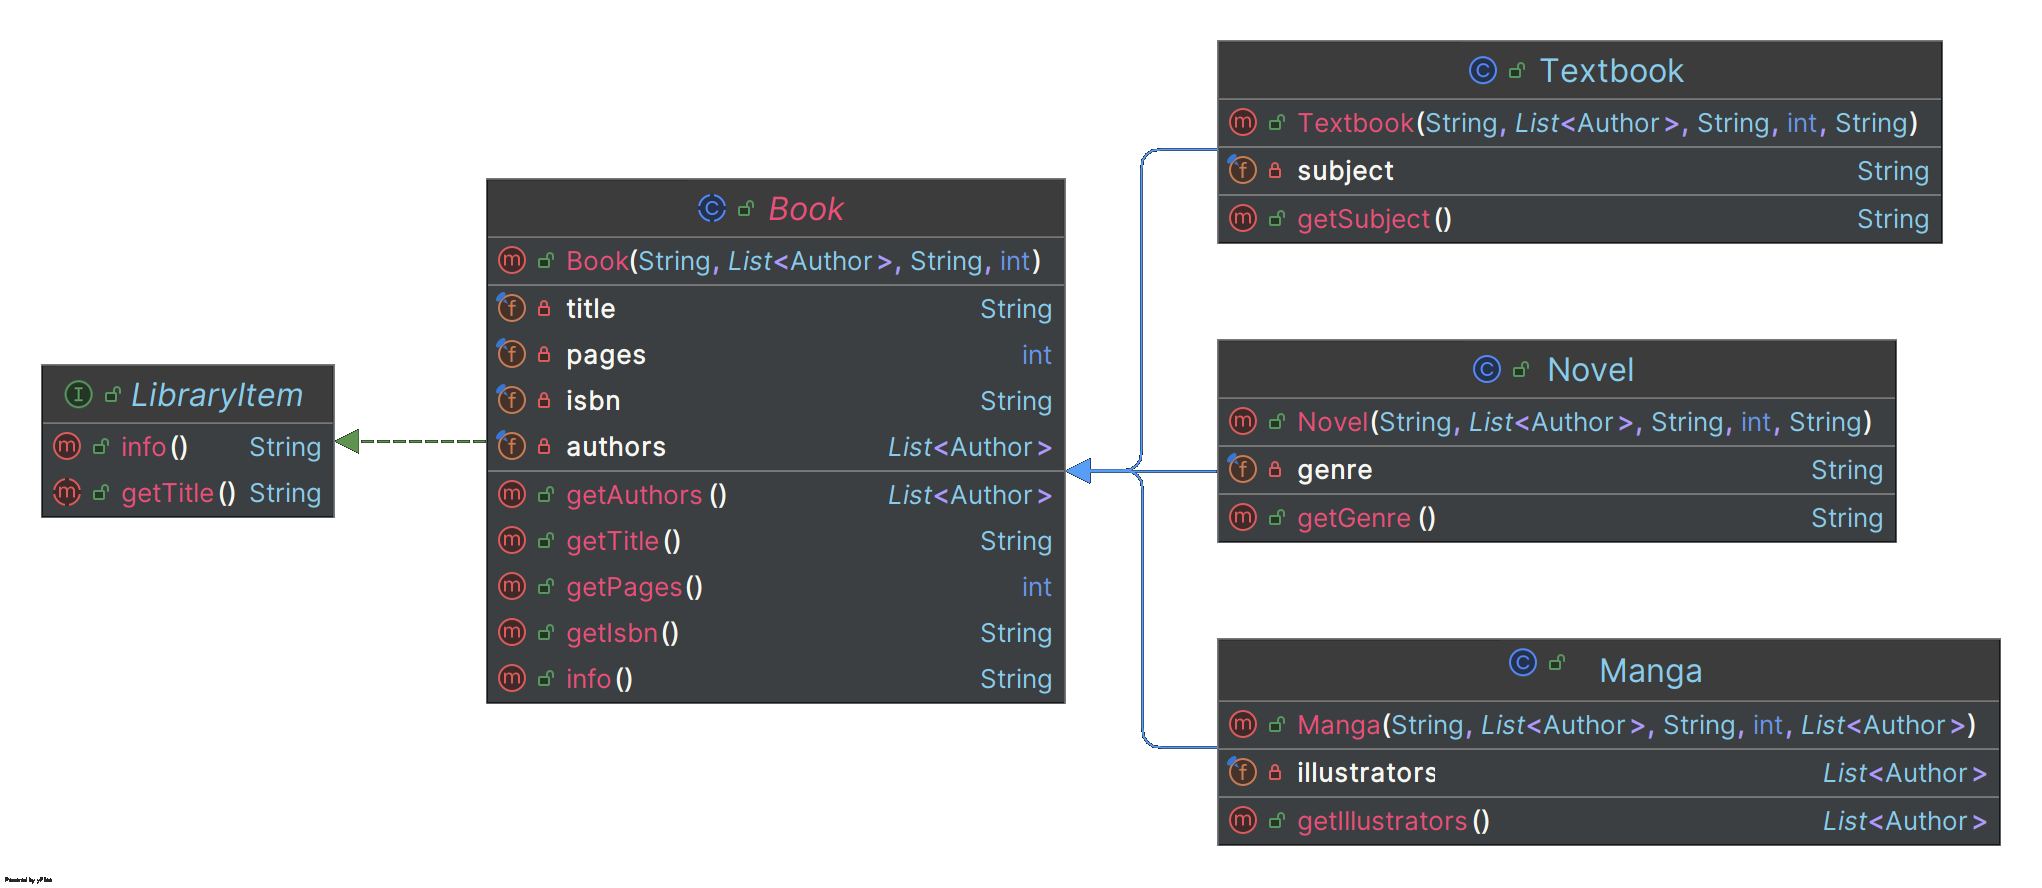 LibraryItem
info() String
getTitle() String
Book
Book(String, List<Author>, String, int)
title String
pages int
isbn String
authors List<Author>
getAuthors() List<Author>
getTitle() String
getPages() int
getIsbn() String
info() String
Textbook
Textbook(String, List<Author>, String, int, String)
subject String
getSubject() String
Novel
Novel(String, List<Author>, String, int, String)
genre String
getGenre() String
Manga
Manga(String, List<Author>, String, int, List<Author>)
illustrators List<Author>
getIllustrators() List<Author>
Powered by yFiles